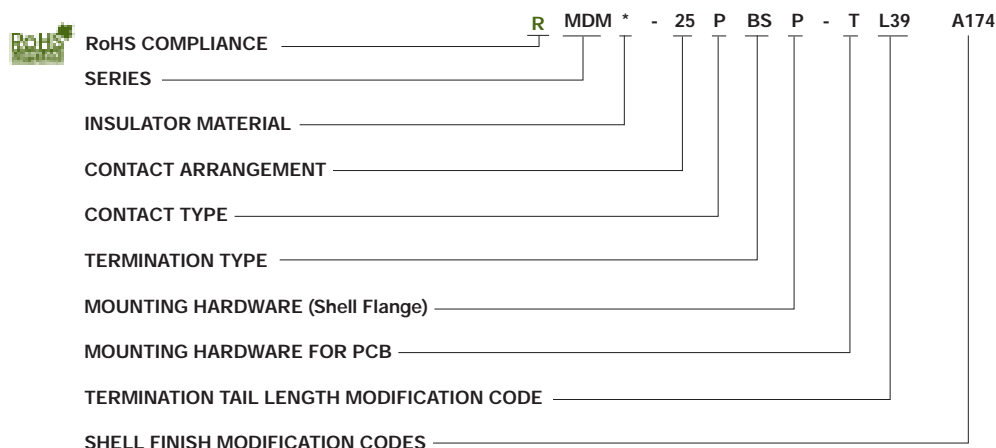 R MDM * - 25 P BS P - T L39 A174
RoHS
RoHS COMPLIANCE
SERIES
INSULATOR MATERIAL
CONTACT ARRANGEMENT
CONTACT TYPE
TERMINATION TYPE
MOUNTING HARDWARE (Shell Flange)
MOUNTING HARDWARE FOR PCB
TERMINATION TAIL LENGTH MODIFICATION CODE
SHELL FINISH MODIFICATION CODES